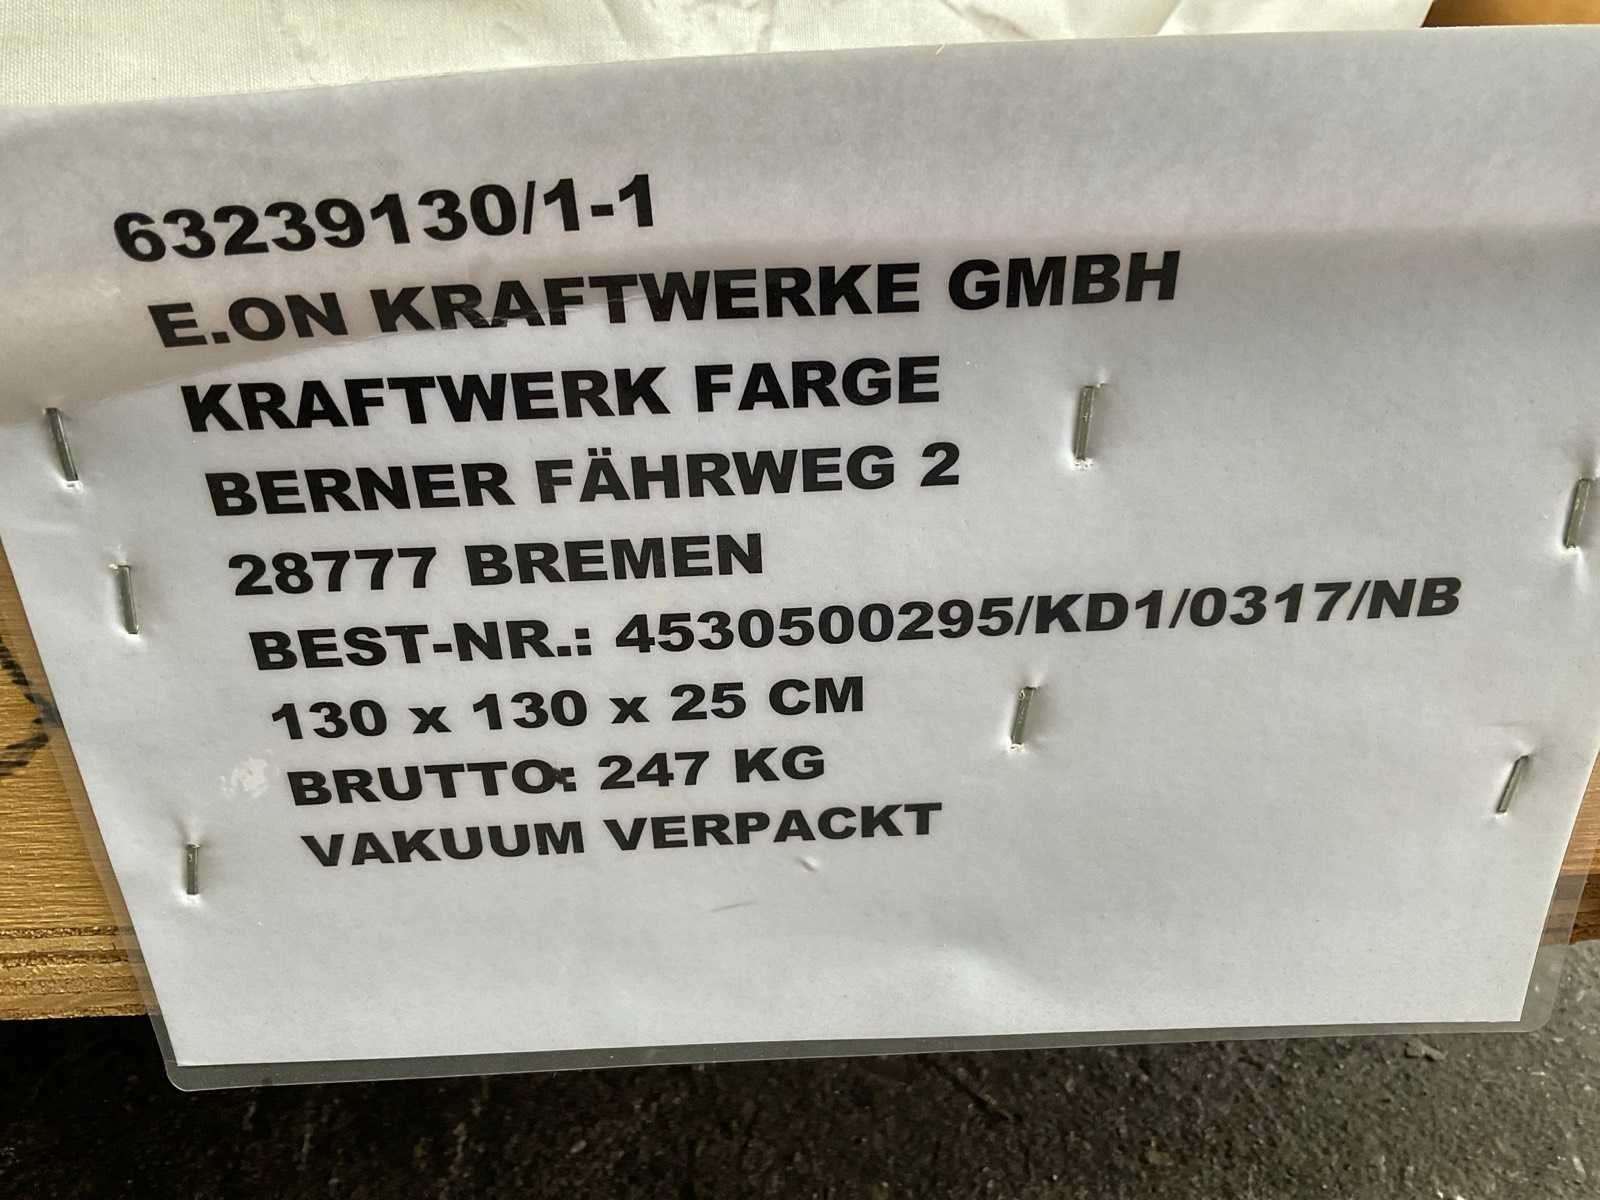 63239130/1-1
E.ON KRAFTWERKE GMBH
KRAFTWERK FARGE
BERNER FÄHRWEG 2
28777 BREMEN
BEST-NR.: 4530500295/KD1/0317/NB
130 x 130 x 25 CM
BRUTTO: 247 KG
VAKUUM VERPACKT